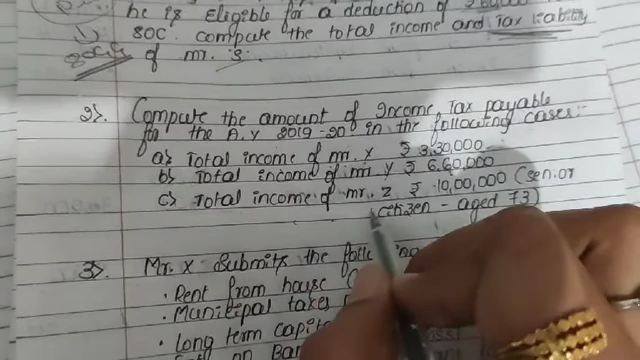 he is Eligible for a deduction of
1) 80C. compute the total income and Tax liability
of mr. s.
2). Compute the amount of Income Tax payable
for the A.Y 2019-20 in the following cases:-
a) Total income of mr. X ₹ 3,30,000
b) Total income of mr Y ₹ 6,60,000
c) Total income of mr. Z ₹ 10,00,000 (senior
citizen - aged 73)
3). Mr. X Submits the
• Rent from house
• Municipal taxes
• Long term